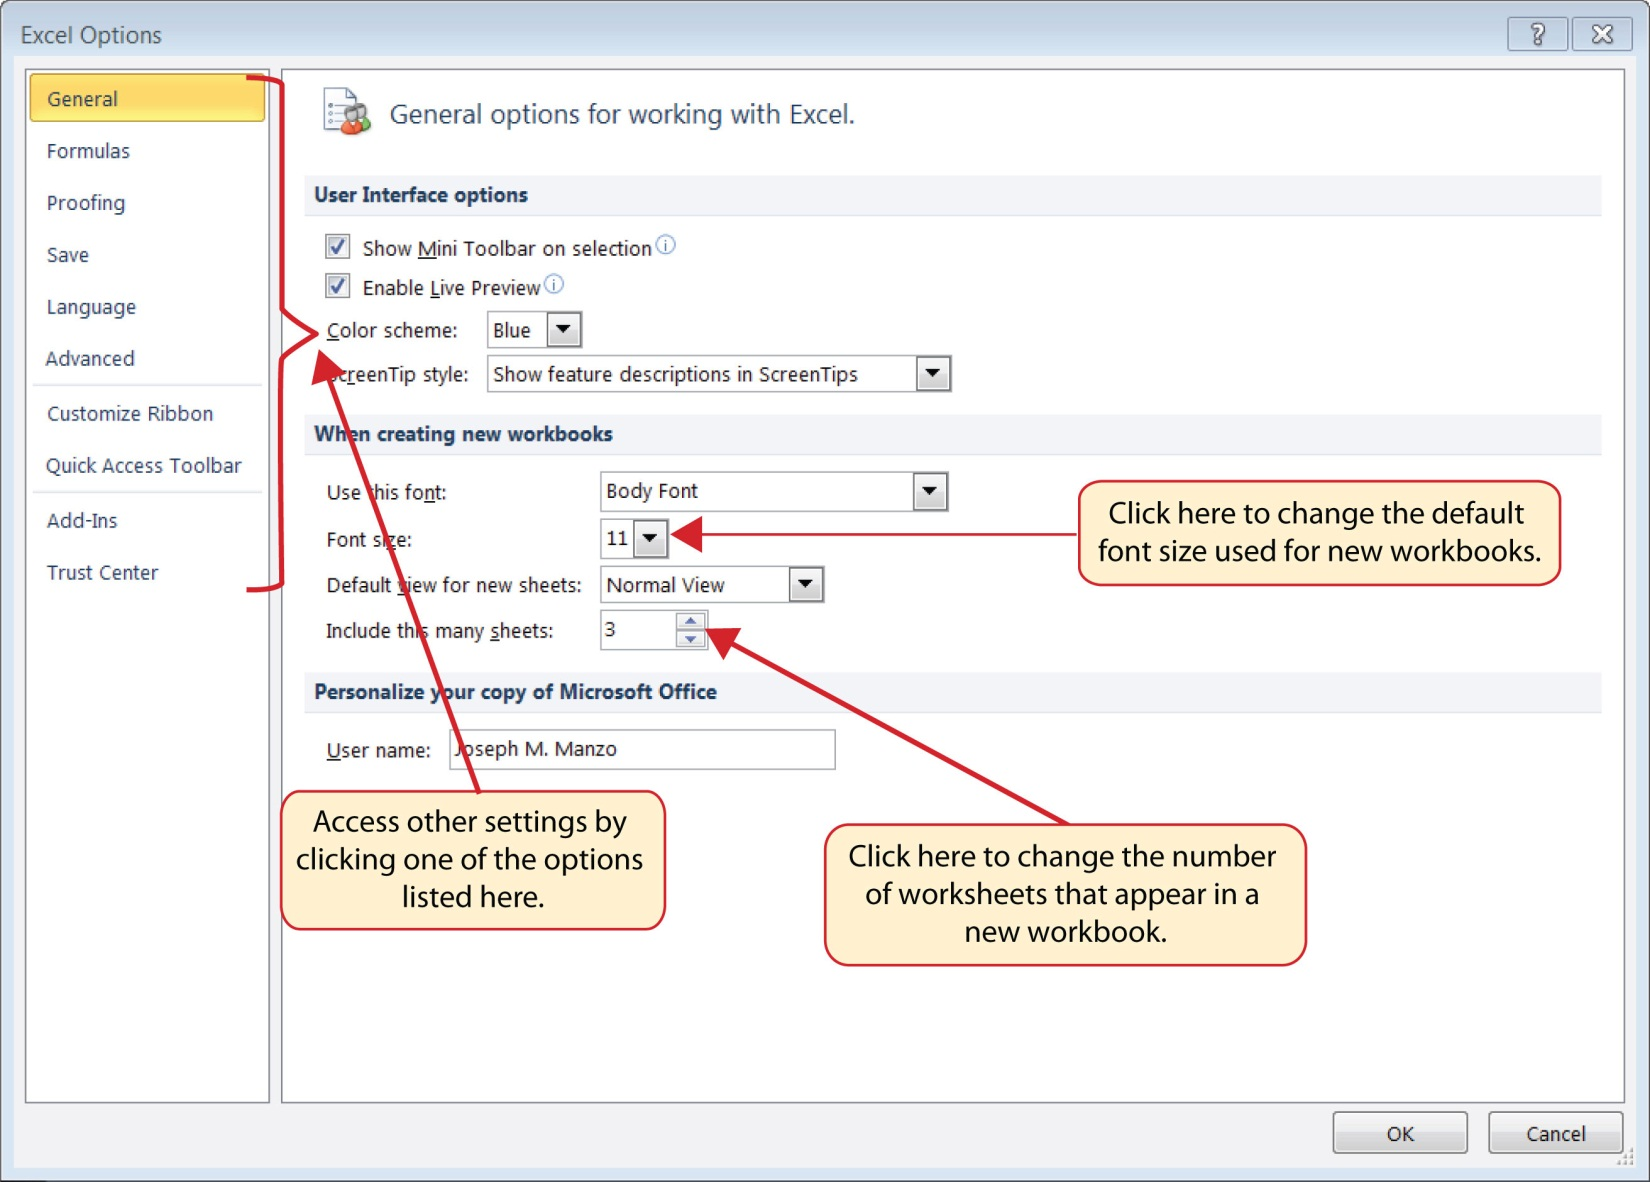 Excel Options
General
Formulas
Proofing
Save
Language
Advanced
Customize Ribbon
Quick Access Toolbar
Add-Ins
Trust Center
General options for working with Excel.
User Interface options
Show Mini Toolbar on selection
Enable Live Preview
Color scheme: Blue
ScreenTip style: Show feature descriptions in ScreenTips
When creating new workbooks
Use this font: Body Font
Font size: 11
Default view for new sheets: Normal View
Include this many sheets: 3
Click here to change the default
font size used for new workbooks.
Personalize your copy of Microsoft Office
User name: Joseph M. Manzo
Access other settings by
clicking one of the options
listed here.
Click here to change the number
of worksheets that appear in a
new workbook.
OK Cancel